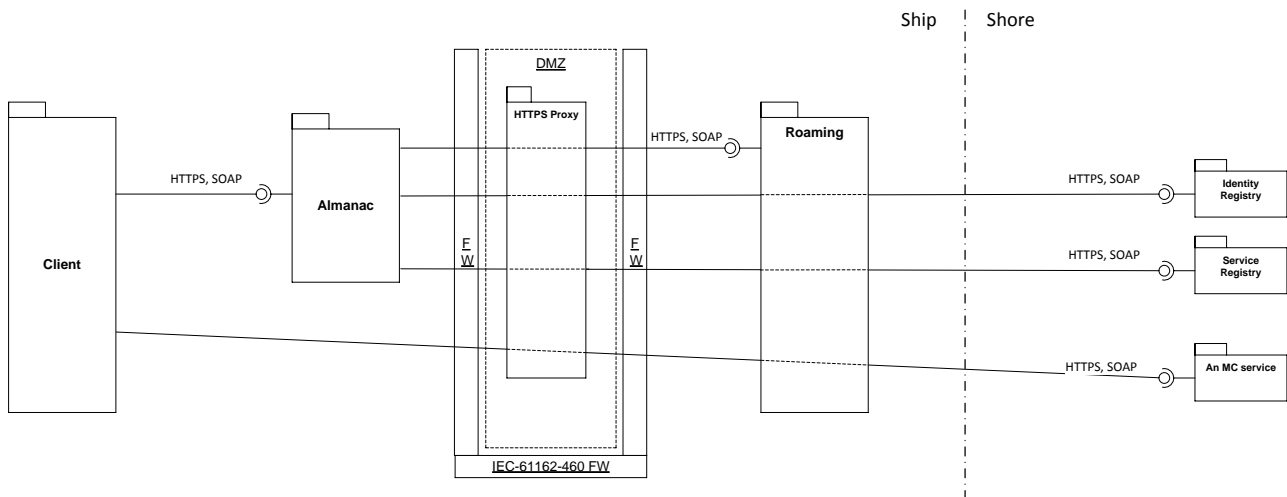 Ship
Shore
DMZ
HTTPS Proxy
HTTPS, SOAP
Roaming
HTTPS, SOAP
HTTPS, SOAP
Identity
Registry
Almanac
F
W
F
W
Client
HTTPS, SOAP
Service
Registry
HTTPS, SOAP
An MC service
IEC-61162-460 FW